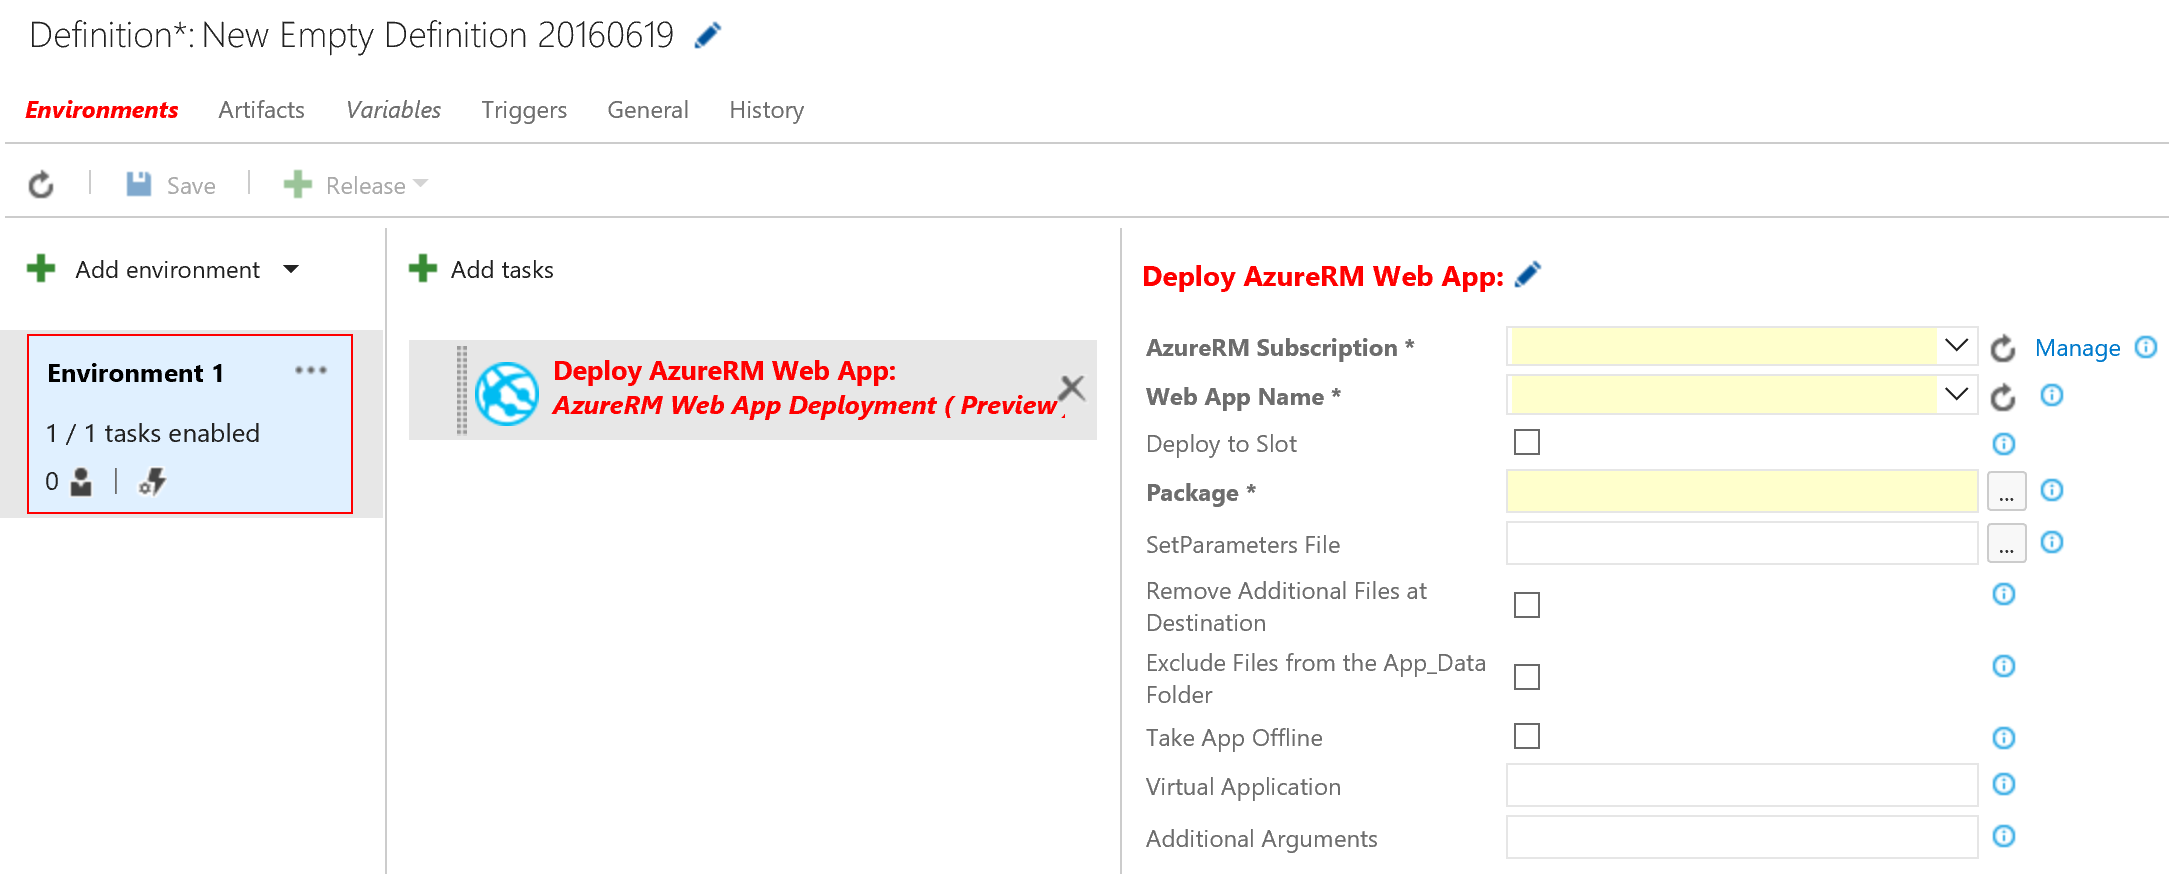 Definition*: New Empty Definition 20160619
Environments Artifacts Variables Triggers General History
Save Release
Add environment
Add tasks
Environment 1 ...
1 / 1 tasks enabled
0
Deploy AzureRM Web App:
AzureRM Web App Deployment ( Preview
Deploy AzureRM Web App:
AzureRM Subscription * Manage
Web App Name *
Deploy to Slot
Package * ...
SetParameters File ...
Remove Additional Files at
Destination
Exclude Files from the App_Data
Folder
Take App Offline
Virtual Application
Additional Arguments